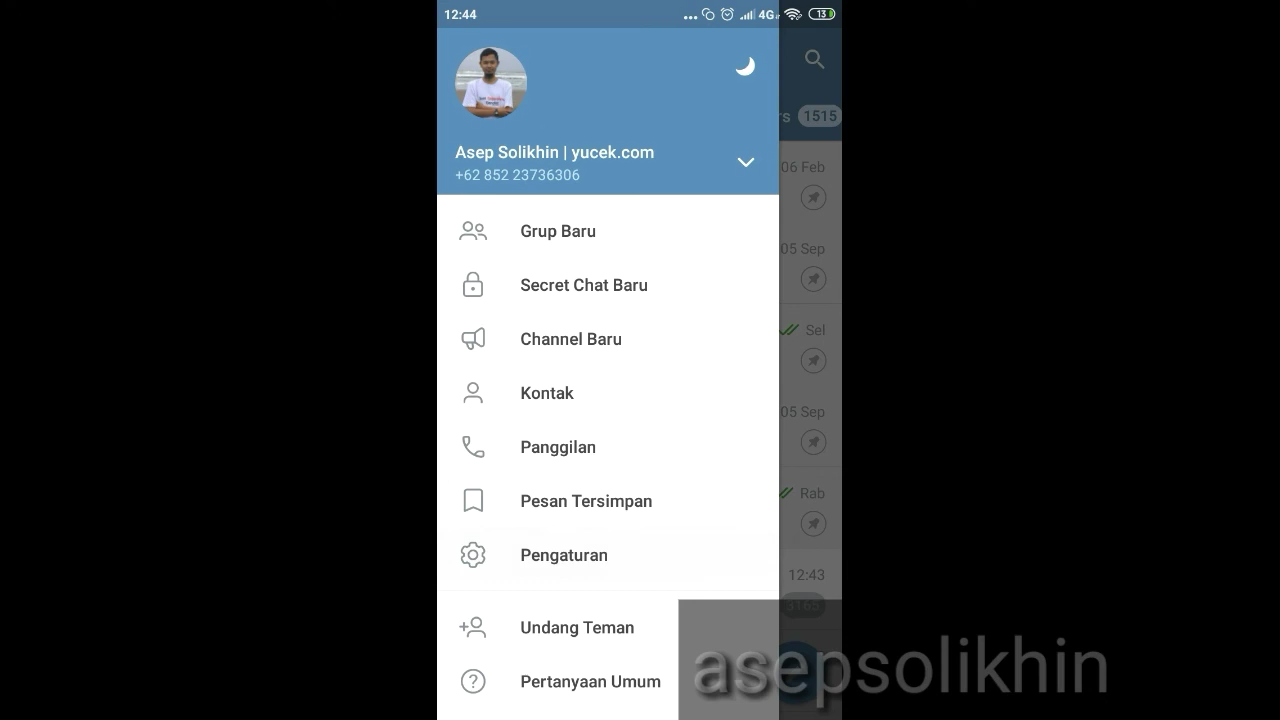 12:44
4G
13
Asep Solikhin | yucek.com
+62 852 23736306
rs 1515
06 Feb
Grup Baru
05 Sep
Secret Chat Baru
Channel Baru
Sel
Kontak
05 Sep
Panggilan
Pesan Tersimpan
Rab
Pengaturan
12:43
3165
Undang Teman
Pertanyaan Umum
asepsolikhin